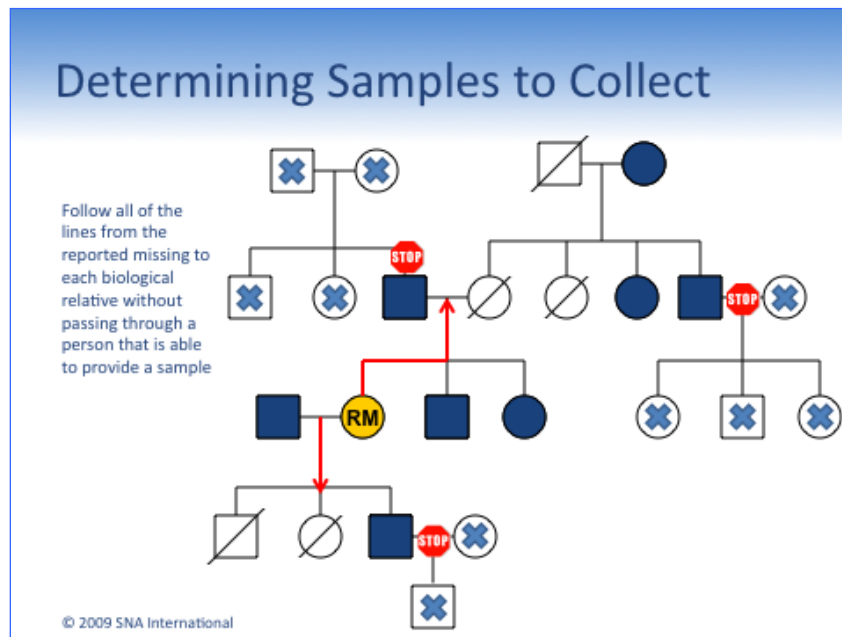 Determining Samples to Collect
Follow all of the
lines from the
reported missing to
each biological
relative without
passing through a
person that is able
to provide a sample
STOP
STOP
RM
STOP
© 2009 SNA International